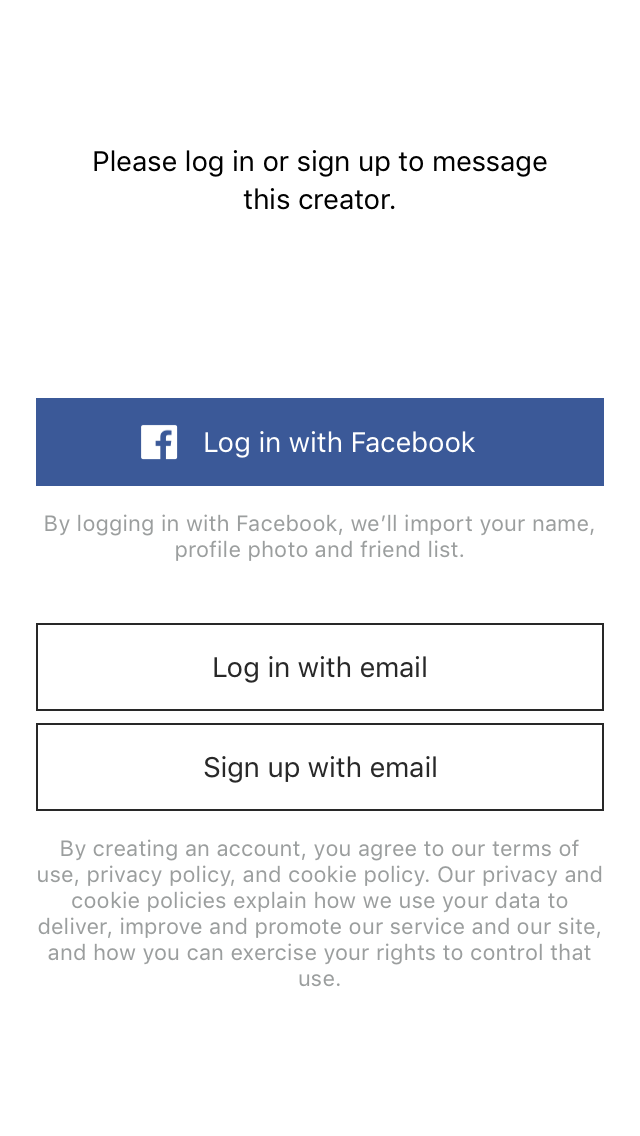 Please log in or sign up to message
this creator.
Log in with Facebook
By logging in with Facebook, we’ll import your name,
profile photo and friend list.
Log in with email
Sign up with email
By creating an account, you agree to our terms of
use, privacy policy, and cookie policy. Our privacy and
cookie policies explain how we use your data to
deliver, improve and promote our service and our site,
and how you can exercise your rights to control that
use.